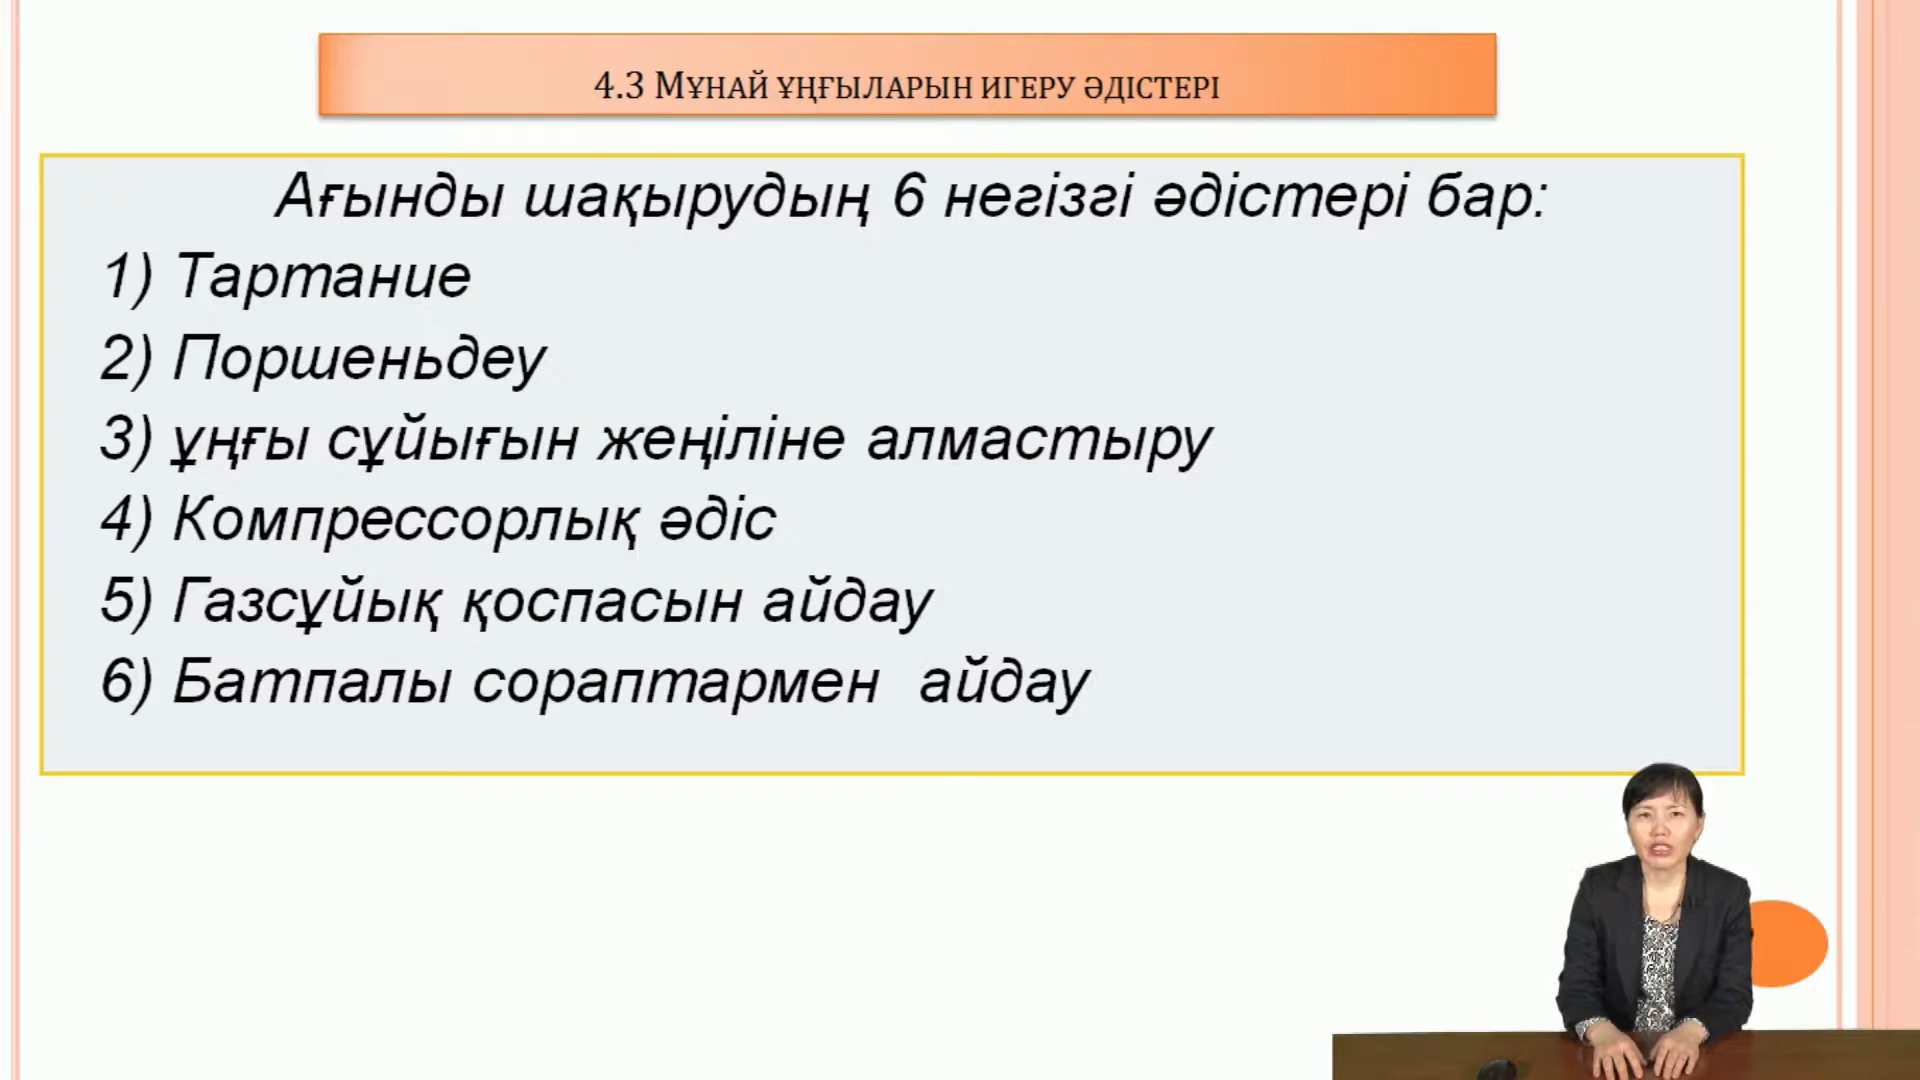 4.3 Мұнай ұңғыларын игеру әдістері
Ағынды шақырудың 6 негізгі әдістері бар:
1) Тартание
2) Поршеньдеу
3) ұңғы сұйығын жеңіліне алмастыру
4) Компрессорлық әдіс
5) Газсұйық қоспасын айдау
6) Батпалы сораптармен айдау